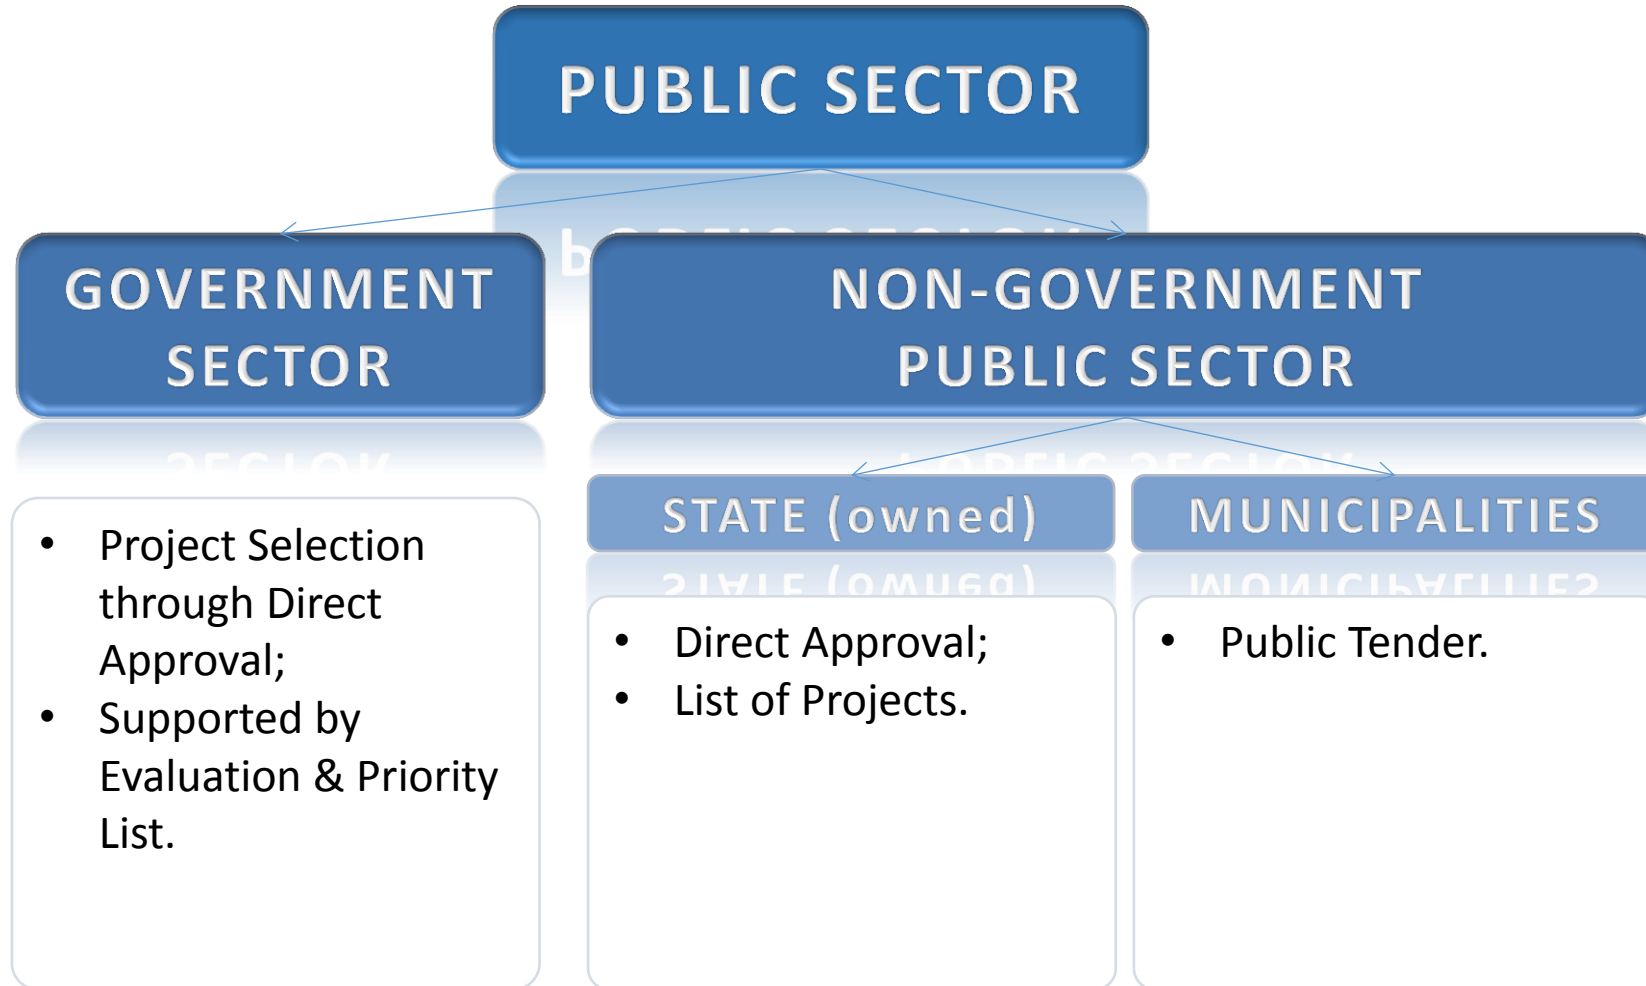 PUBLIC SECTOR
GOVERNMENT
SECTOR
NON-GOVERNMENT
PUBLIC SECTOR
• Project Selection
through Direct
Approval;
• Supported by
Evaluation & Priority
List.
STATE (owned)
• Direct Approval;
• List of Projects.
MUNICIPALITIES
• Public Tender.